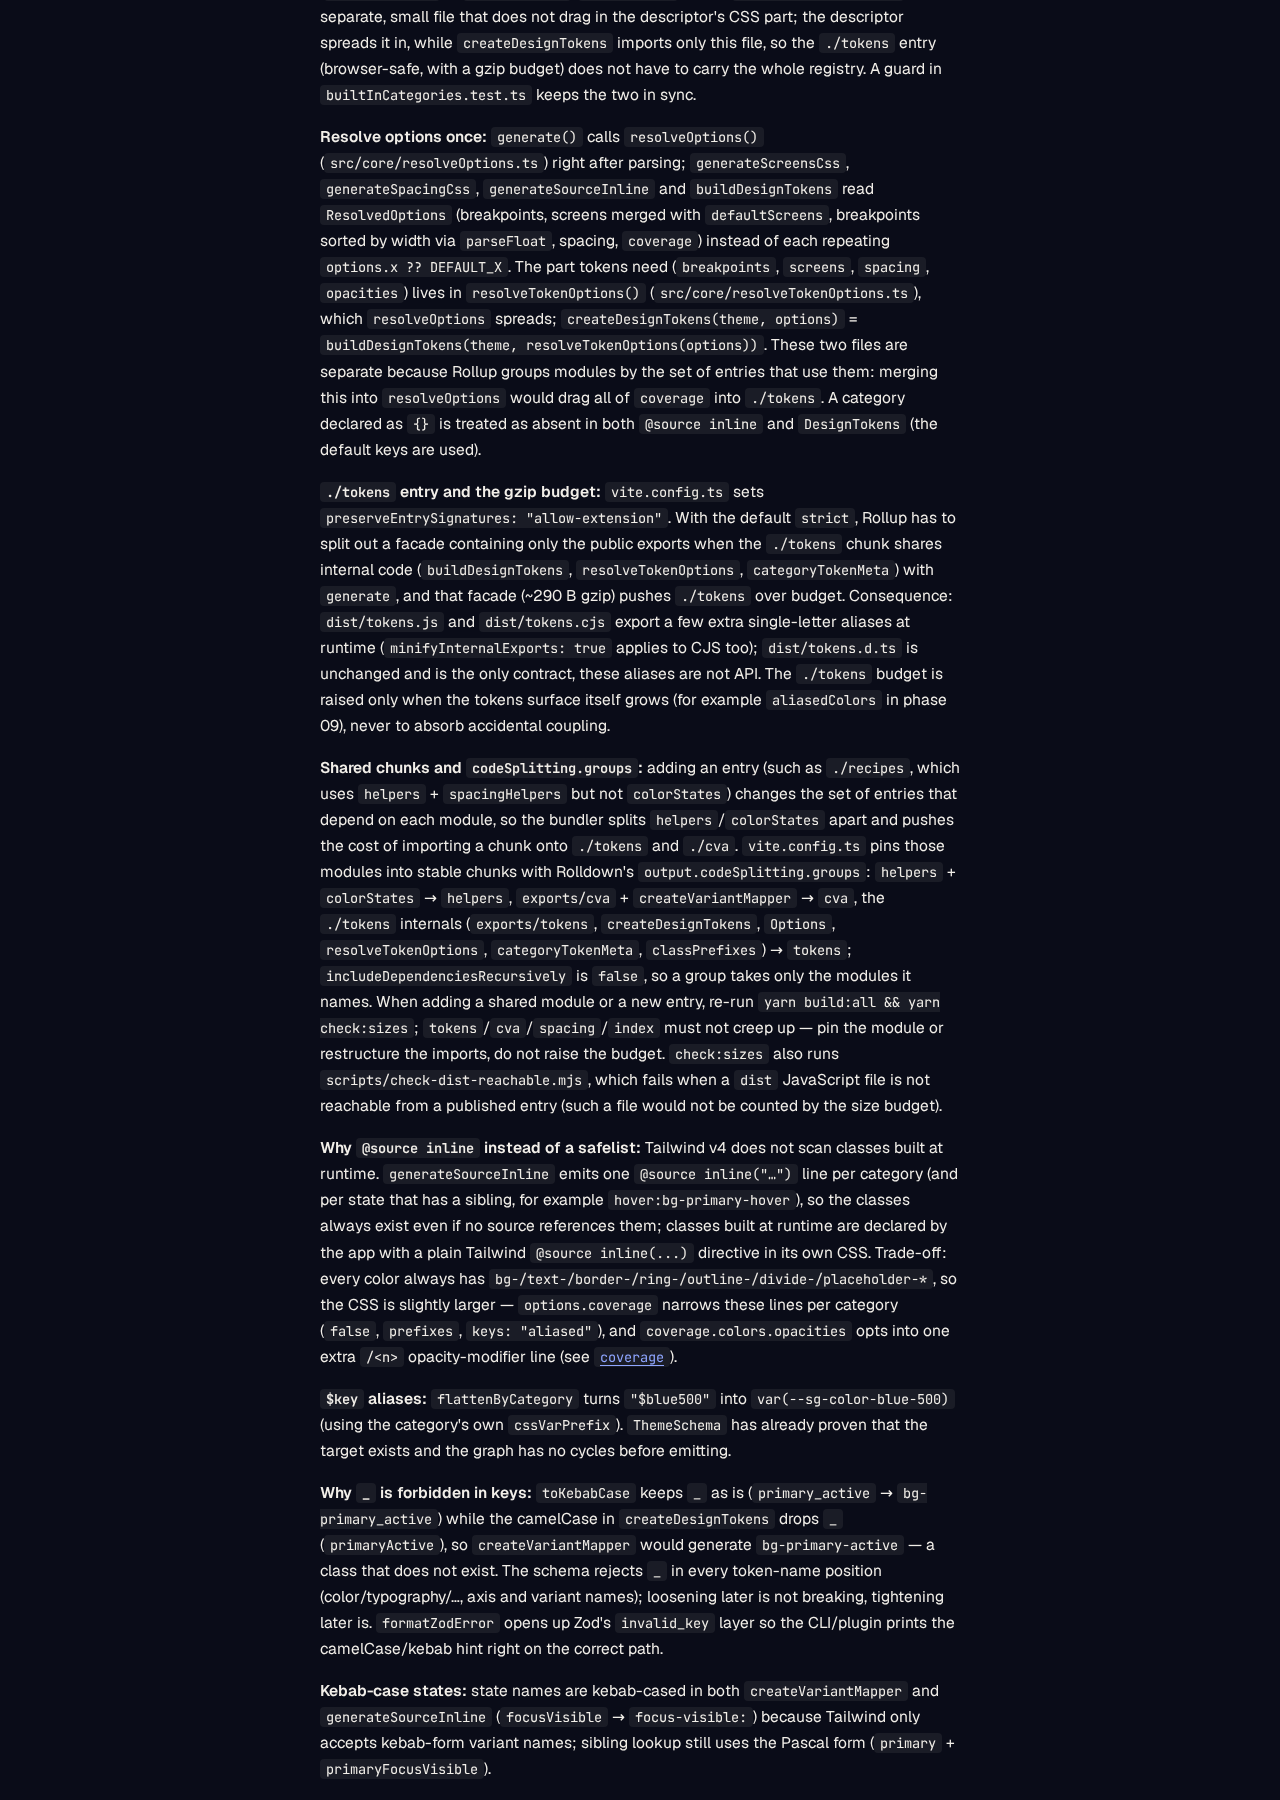 separate, small file that does not drag in the descriptor's CSS part; the descriptor
spreads it in, while createDesignTokens imports only this file, so the ./tokens entry
(browser-safe, with a gzip budget) does not have to carry the whole registry. A guard in
builtInCategories.test.ts keeps the two in sync.
Resolve options once: generate() calls resolveOptions()
(src/core/resolveOptions.ts) right after parsing; generateScreensCss,
generateSpacingCss, generateSourceInline and buildDesignTokens read
ResolvedOptions (breakpoints, screens merged with defaultScreens, breakpoints
sorted by width via parseFloat, spacing, coverage) instead of each repeating
options.x ?? DEFAULT_X. The part tokens need (breakpoints, screens, spacing,
opacities) lives in resolveTokenOptions() (src/core/resolveTokenOptions.ts),
which resolveOptions spreads; createDesignTokens(theme, options) =
buildDesignTokens(theme, resolveTokenOptions(options)). These two files are
separate because Rollup groups modules by the set of entries that use them: merging
this into resolveOptions would drag all of coverage into ./tokens. A category
declared as {} is treated as absent in both @source inline and DesignTokens (the
default keys are used).
./tokens entry and the gzip budget: vite.config.ts sets
preserveEntrySignatures: "allow-extension". With the default strict, Rollup has to
split out a facade containing only the public exports when the ./tokens chunk shares
internal code (buildDesignTokens, resolveTokenOptions, categoryTokenMeta) with
generate, and that facade (~290 B gzip) pushes ./tokens over budget. Consequence:
dist/tokens.js and dist/tokens.cjs export a few extra single-letter aliases at
runtime (minifyInternalExports: true applies to CJS too); dist/tokens.d.ts is
unchanged and is the only contract, these aliases are not API. The ./tokens budget is
raised only when the tokens surface itself grows (for example aliasedColors in phase
09), never to absorb accidental coupling.
Shared chunks and codeSplitting.groups: adding an entry (such as ./recipes, which
uses helpers + spacingHelpers but not colorStates) changes the set of entries that
depend on each module, so the bundler splits helpers/colorStates apart and pushes
the cost of importing a chunk onto ./tokens and ./cva. vite.config.ts pins those
modules into stable chunks with Rolldown's output.codeSplitting.groups: helpers +
colorStates → helpers, exports/cva + createVariantMapper → cva, the
./tokens internals (exports/tokens, createDesignTokens, Options,
resolveTokenOptions, categoryTokenMeta, classPrefixes) → tokens;
includeDependenciesRecursively is false, so a group takes only the modules it
names. When adding a shared module or a new entry, re-run yarn build:all && yarn
check:sizes; tokens/cva/spacing/index must not creep up — pin the module or
restructure the imports, do not raise the budget. check:sizes also runs
scripts/check-dist-reachable.mjs, which fails when a dist JavaScript file is not
reachable from a published entry (such a file would not be counted by the size budget).
Why @source inline instead of a safelist: Tailwind v4 does not scan classes built at
runtime. generateSourceInline emits one @source inline("…") line per category (and
per state that has a sibling, for example hover:bg-primary-hover), so the classes
always exist even if no source references them; classes built at runtime are declared by
the app with a plain Tailwind @source inline(...) directive in its own CSS. Trade-off:
every color always has bg-/text-/border-/ring-/outline-/divide-/placeholder-*, so
the CSS is slightly larger — options.coverage narrows these lines per category
(false, prefixes, keys: "aliased"), and coverage.colors.opacities opts into one
extra /<n> opacity-modifier line (see coverage).
$key aliases: flattenByCategory turns "$blue500" into var(--sg-color-blue-500)
(using the category's own cssVarPrefix). ThemeSchema has already proven that the
target exists and the graph has no cycles before emitting.
Why _ is forbidden in keys: toKebabCase keeps _ as is (primary_active → bg-
primary_active) while the camelCase in createDesignTokens drops _
(primaryActive), so createVariantMapper would generate bg-primary-active — a
class that does not exist. The schema rejects _ in every token-name position
(color/typography/…, axis and variant names); loosening later is not breaking, tightening
later is. formatZodError opens up Zod's invalid_key layer so the CLI/plugin prints the
camelCase/kebab hint right on the correct path.
Kebab-case states: state names are kebab-cased in both createVariantMapper and
generateSourceInline (focusVisible → focus-visible:) because Tailwind only
accepts kebab-form variant names; sibling lookup still uses the Pascal form (primary +
primaryFocusVisible).